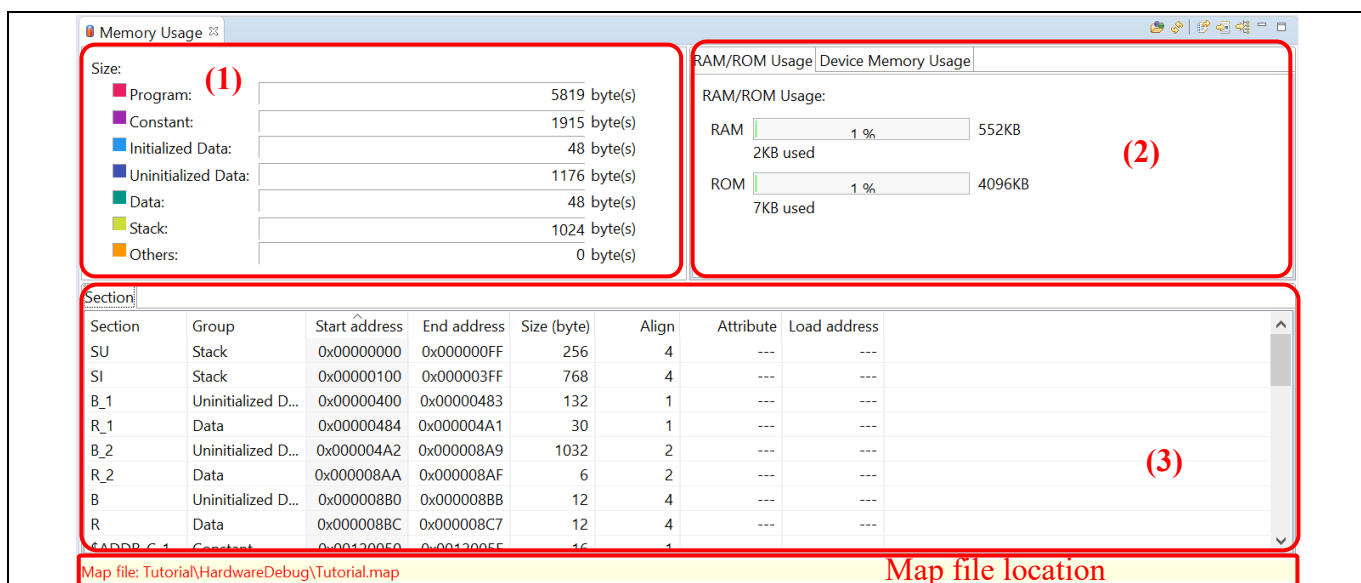 Memory Usage
Size:
(1)
Program: 5819 byte(s)
Constant: 1915 byte(s)
Initialized Data: 48 byte(s)
Uninitialized Data: 1176 byte(s)
Data: 48 byte(s)
Stack: 1024 byte(s)
Others: 0 byte(s)
RAM/ROM Usage Device Memory Usage
RAM/ROM Usage:
RAM 1 % 552KB
2KB used
(2)
ROM 1 % 4096KB
7KB used
Section
Section Group Start address End address Size (byte) Align Attribute Load address
SU Stack 0x00000000 0x000000FF 256 4 --- ---
SI Stack 0x00000100 0x000003FF 768 4 --- ---
B_1 Uninitialized D... 0x00000400 0x00000483 132 1 --- ---
R_1 Data 0x00000484 0x000004A1 30 1 --- ---
B_2 Uninitialized D... 0x000004A2 0x000008A9 1032 2 --- ---
R_2 Data 0x000008AA 0x000008AF 6 2 --- ---
(3)
B Uninitialized D... 0x000008B0 0x000008BB 12 4 --- ---
R Data 0x000008BC 0x000008C7 12 4 --- ---
$ADDR_C_1 Constant 0x00120050 0x0012005F 16 1
Map file: Tutorial\HardwareDebug\Tutorial.map
Map file location